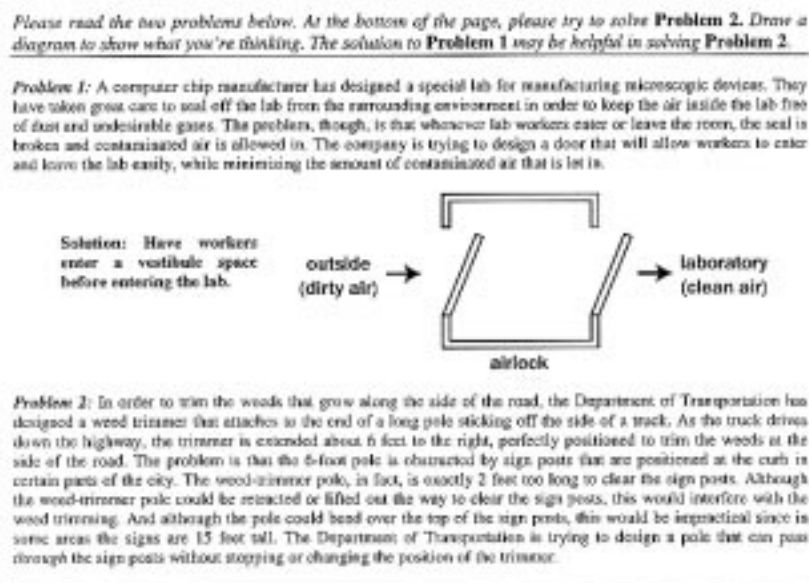 Please read the two problems below. At the bottom of the page, please try to solve Problem 2. Draw a
diagram to show what you're thinking. The solution to Problem 1 may be helpful in solving Problem 2.
Problem 1: A computer chip manufacturer has designed a special lab for manufacturing microscopic devices. They
have taken great care to seal off the lab from the surrounding environment in order to keep the air inside the lab free
of dust and undesirable gases. The problem, though, is that whenever lab workers enter or leave the room, the seal is
broken and contaminated air is allowed in. The company is trying to design a door that will allow workers to enter
and leave the lab easily, while minimizing the amount of contaminated air that is let in.
Solution: Have workers
enter a vestibule space
before entering the lab.
outside
(dirty air)
laboratory
(clean air)
airlock
Problem 2: In order to trim the weeds that grow along the side of the road, the Department of Transportation has
designed a weed trimmer that attaches to the end of a long pole sticking off the side of a truck. As the truck drives
down the highway, the trimmer is extended about 6 feet to the right, perfectly positioned to trim the weeds at the
side of the road. The problem is that the 6-foot pole is obstructed by sign posts that are positioned at the curb in
certain parts of the city. The weed-trimmer pole, in fact, is exactly 2 feet too long to clear the sign posts. Although
the weed-trimmer pole could be retracted or lifted out the way to clear the sign posts, this would interfere with the
weed trimming. And although the pole could bend over the top of the sign posts, this would be impractical since in
some areas the signs are 15 feet tall. The Department of Transportation is trying to design a pole that can pass
through the sign posts without stopping or changing the position of the trimmer.